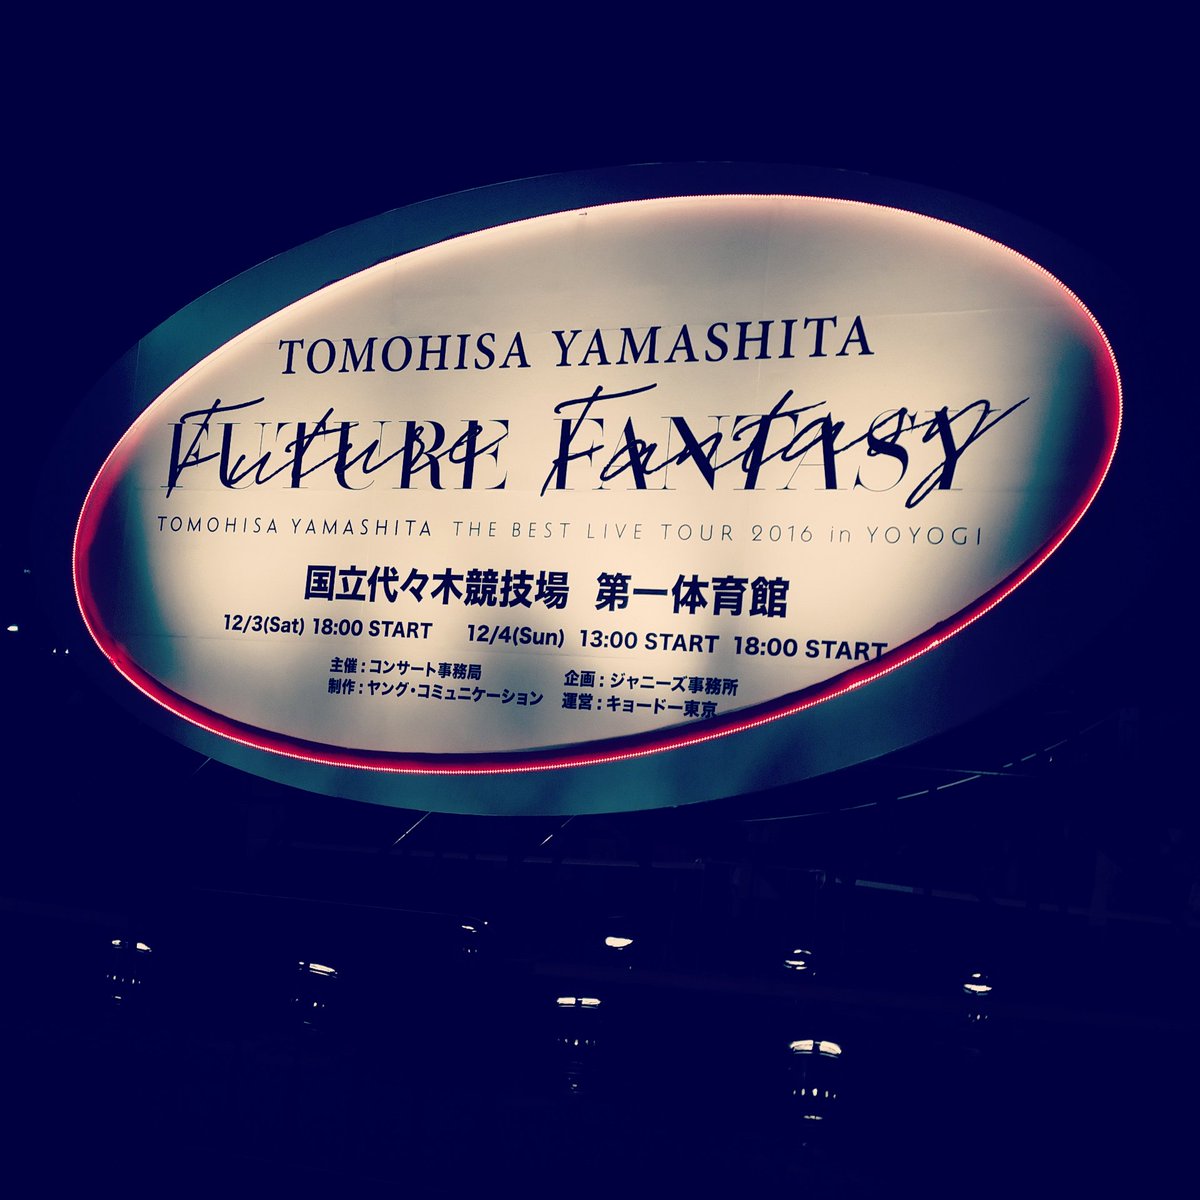 TOMOHISA YAMASHITA
FUTURE FANTASY
Future Fantasy
TOMOHISA YAMASHITA THE BEST LIVE TOUR 2016 in YOYOGI
国立代々木競技場 第一体育館
12/3(Sat) 18:00 START 12/4(Sun) 13:00 START 18:00 START
主催:コンサート事務局 企画:ジャニーズ事務所
制作:ヤング・コミュニケーション 運営:キョードー東京